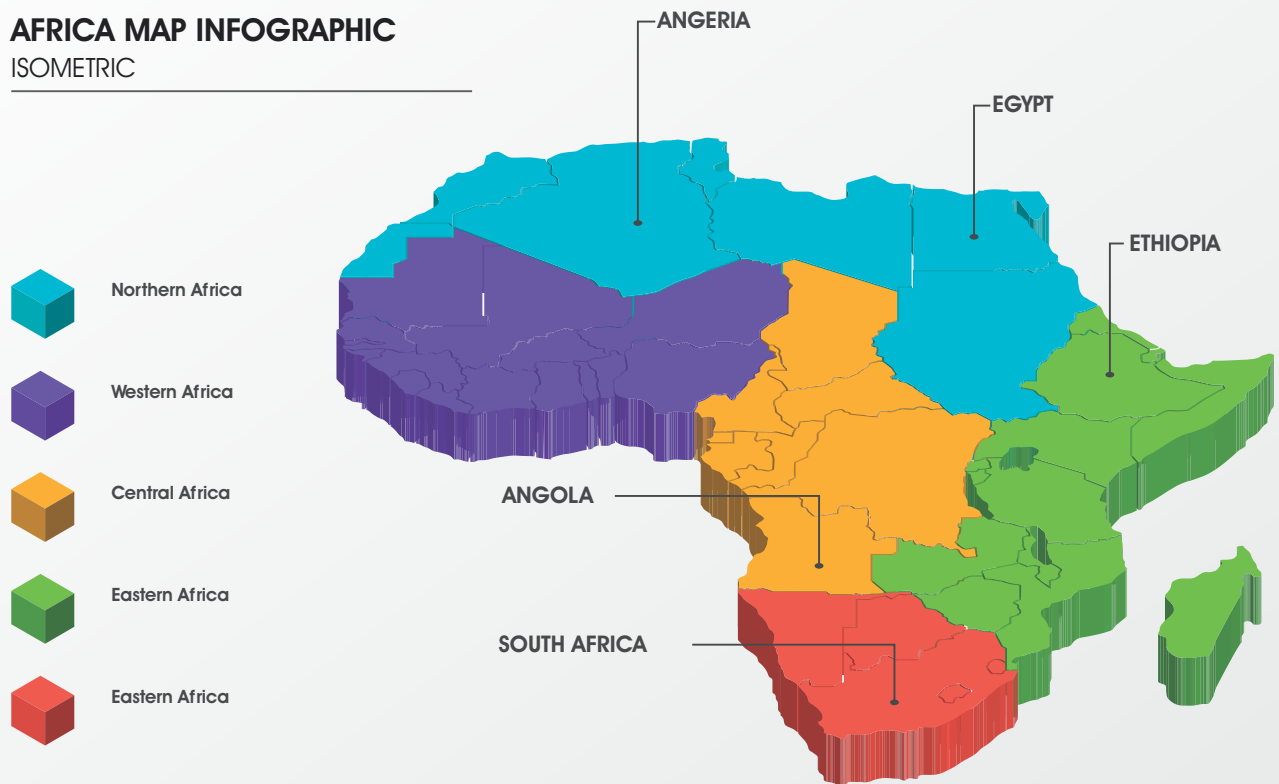 AFRICA MAP INFOGRAPHIC
ISOMETRIC
ANGERIA
EGYPT
ETHIOPIA
Northern Africa
Western Africa
Central Africa
ANGOLA
Eastern Africa
SOUTH AFRICA
Eastern Africa